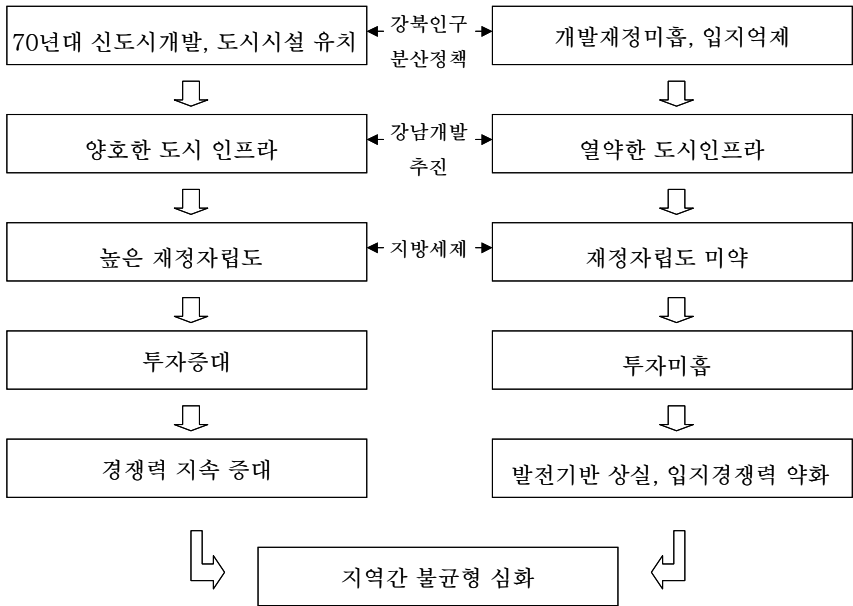 70년대 신도시개발, 도시시설 유치
강북인구
분산정책
개발재정미흡, 입지억제
양호한 도시 인프라
강남개발
추진
열악한 도시인프라
높은 재정자립도
지방세제
재정자립도 미약
투자증대
투자미흡
경쟁력 지속 증대
발전기반 상실, 입지경쟁력 약화
지역간 불균형 심화